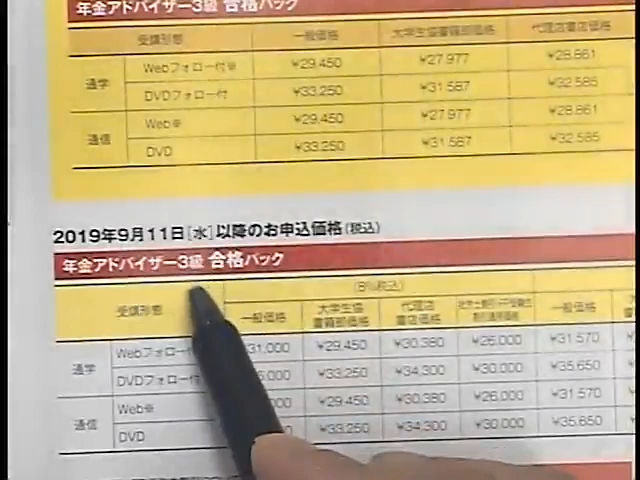 年金アドバイザー3級 合格パック
受講形態 一般価格 大学生協書籍部価格 代理店書店価格
通学 Webフォロー付※ ¥29,450 ¥27,977 ¥28,861
DVDフォロー付 ¥33,250 ¥31,587 ¥32,585
通信 Web※ ¥29,450 ¥27,977 ¥28,861
DVD ¥33,250 ¥31,587 ¥32,585
2019年9月11日[水]以降のお申込価格(税込)
年金アドバイザー3級 合格パック
(8%税込)
受講形態 一般価格 大学生協書籍部価格 代理店書店価格 一般価格
通学 Webフォロー 31,000 ¥29,450 ¥30,380 ¥26,000 ¥31,570
DVDフォロー付 ¥33,250 ¥34,300 ¥30,000 ¥35,650
通信 Web※ ¥29,450 ¥30,380 ¥26,000 ¥31,570
DVD ¥33,250 ¥34,300 ¥30,000 ¥35,650